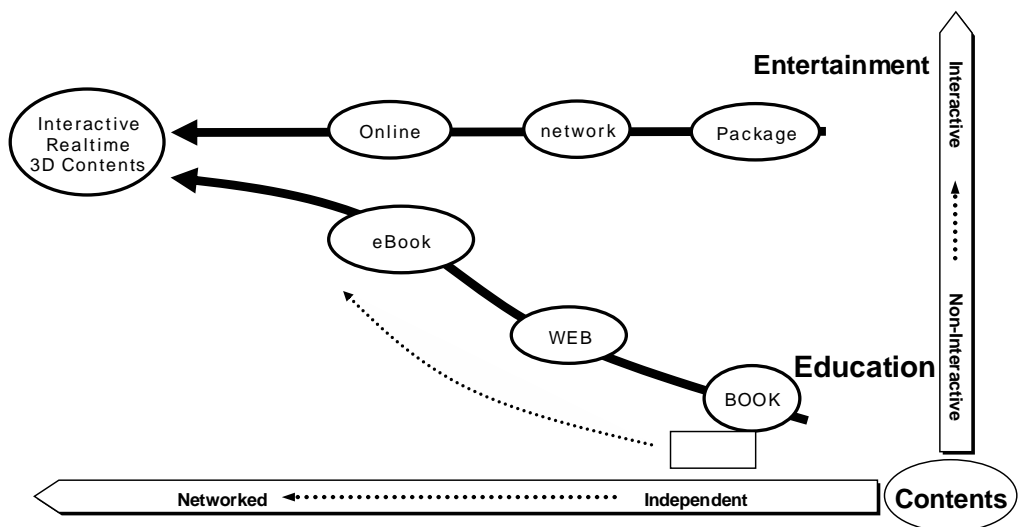 Entertainment
Interactive
Realtime
3D Contents
Online
network
Package
Interactive
eBook
WEB
Education
BOOK
Non-Interactive
Networked
Independent
Contents